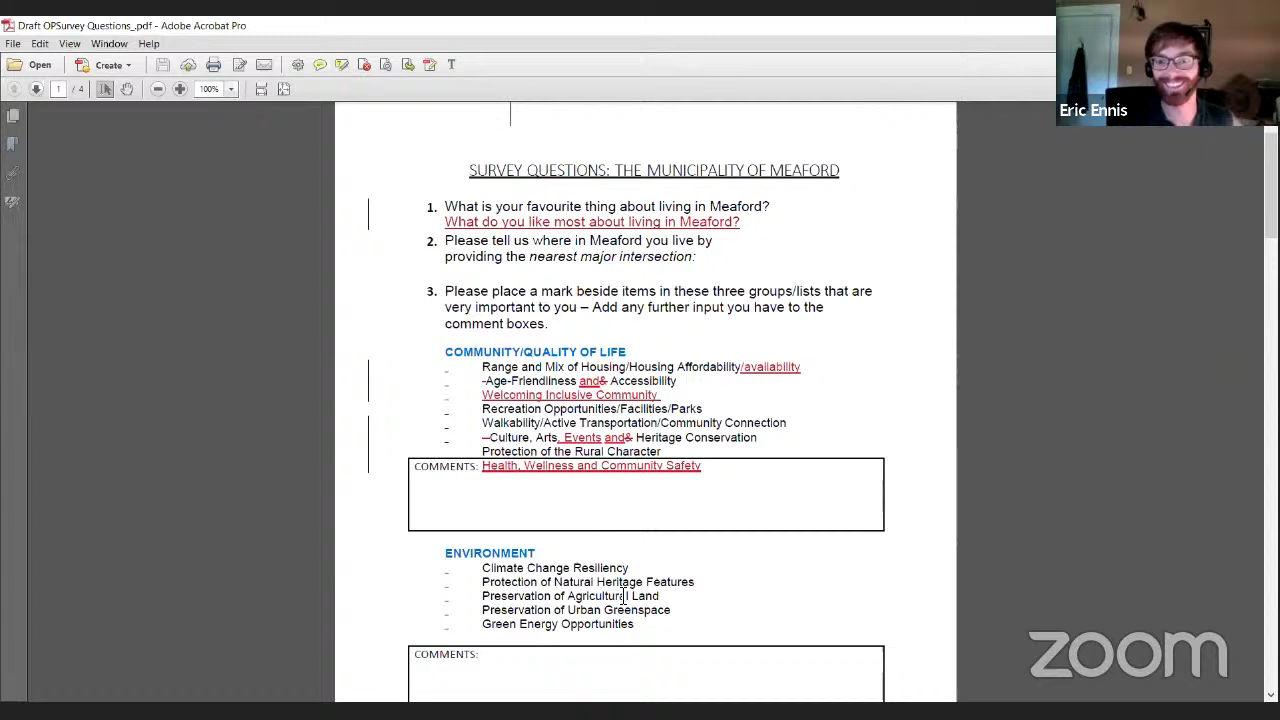 Draft OPSurvey Questions_.pdf - Adobe Acrobat Pro
File Edit View Window Help
Open Create
1 / 4 100%
Eric Ennis
SURVEY QUESTIONS: THE MUNICIPALITY OF MEAFORD
1. What is your favourite thing about living in Meaford?
What do you like most about living in Meaford?
2. Please tell us where in Meaford you live by
providing the nearest major intersection:
3. Please place a mark beside items in these three groups/lists that are
very important to you – Add any further input you have to the
comment boxes.
COMMUNITY/QUALITY OF LIFE
Range and Mix of Housing/Housing Affordability/availability
-Age-Friendliness and& Accessibility
Welcoming Inclusive Community
Recreation Opportunities/Facilities/Parks
Walkability/Active Transportation/Community Connection
-Culture, Arts, Events and& Heritage Conservation
Protection of the Rural Character
COMMENTS: Health, Wellness and Community Safety
ENVIRONMENT
Climate Change Resiliency
Protection of Natural Heritage Features
Preservation of Agricultural Land
Preservation of Urban Greenspace
Green Energy Opportunities
COMMENTS:
zoom